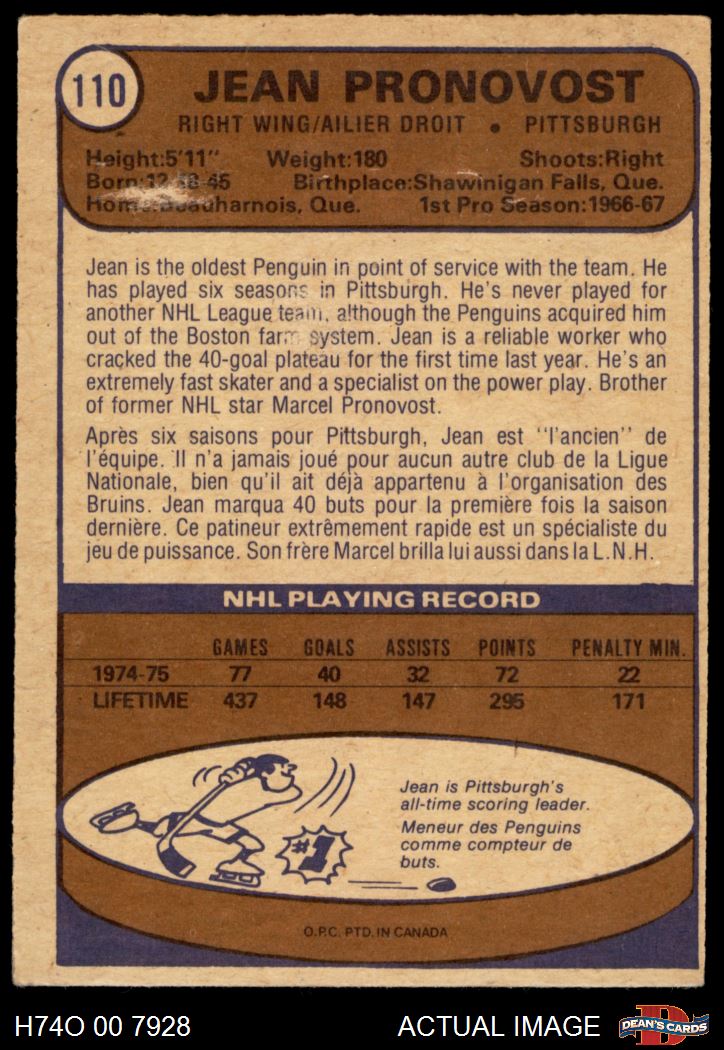 110
JEAN PRONOVOST
RIGHT WING/AILIER DROIT • PITTSBURGH
Height:5'11" Weight:180 Shoots:Right
Born:12-18-45 Birthplace:Shawinigan Falls, Que.
Home:Beauharnois, Que. 1st Pro Season:1966-67
Jean is the oldest Penguin in point of service with the team. He
has played six seasons in Pittsburgh. He's never played for
another NHL League team, although the Penguins acquired him
out of the Boston farm system. Jean is a reliable worker who
cracked the 40-goal plateau for the first time last year. He's an
extremely fast skater and a specialist on the power play. Brother
of former NHL star Marcel Pronovost.
Après six saisons pour Pittsburgh, Jean est "l'ancien" de
l'équipe. Il n'a jamais joué pour aucun autre club de la Ligue
Nationale, bien qu'il ait déjà appartenu à l'organisation des
Bruins. Jean marqua 40 buts pour la première fois la saison
dernière. Ce patineur extrêmement rapide est un spécialiste du
jeu de puissance. Son frère Marcel brilla lui aussi dans la L.N.H.
NHL PLAYING RECORD
GAMES GOALS ASSISTS POINTS PENALTY MIN.
1974-75 77 40 32 72 22
LIFETIME 437 148 147 295 171
Jean is Pittsburgh's
all-time scoring leader.
Meneur des Penguins
comme compteur de
buts.
#1
O.P.C. PTD. IN CANADA
H74O 00 7928 ACTUAL IMAGE
D
DEAN'S CARDS